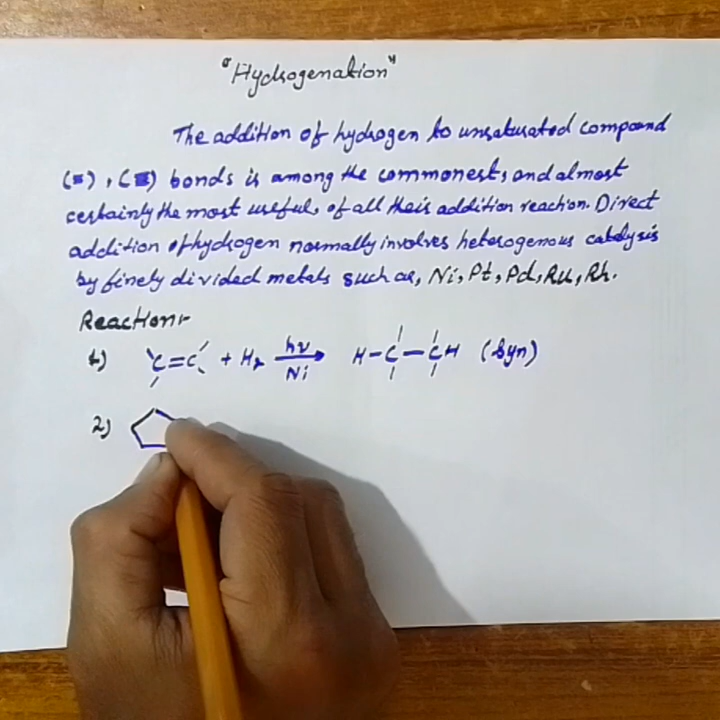 "Hydrogenation"
The addition of hydrogen to unsaturated compound
(=), (≡) bonds is among the commonest, and almost
certainly the most useful, of all their addition reaction. Direct
addition of hydrogen normally involves heterogenous catalysis
by finely divided metals such as, Ni, Pt, Pd, Ru, Rh.
Reaction:-
1) C=C + H₂ hν Ni → H-C-C-H (Syn)
2)